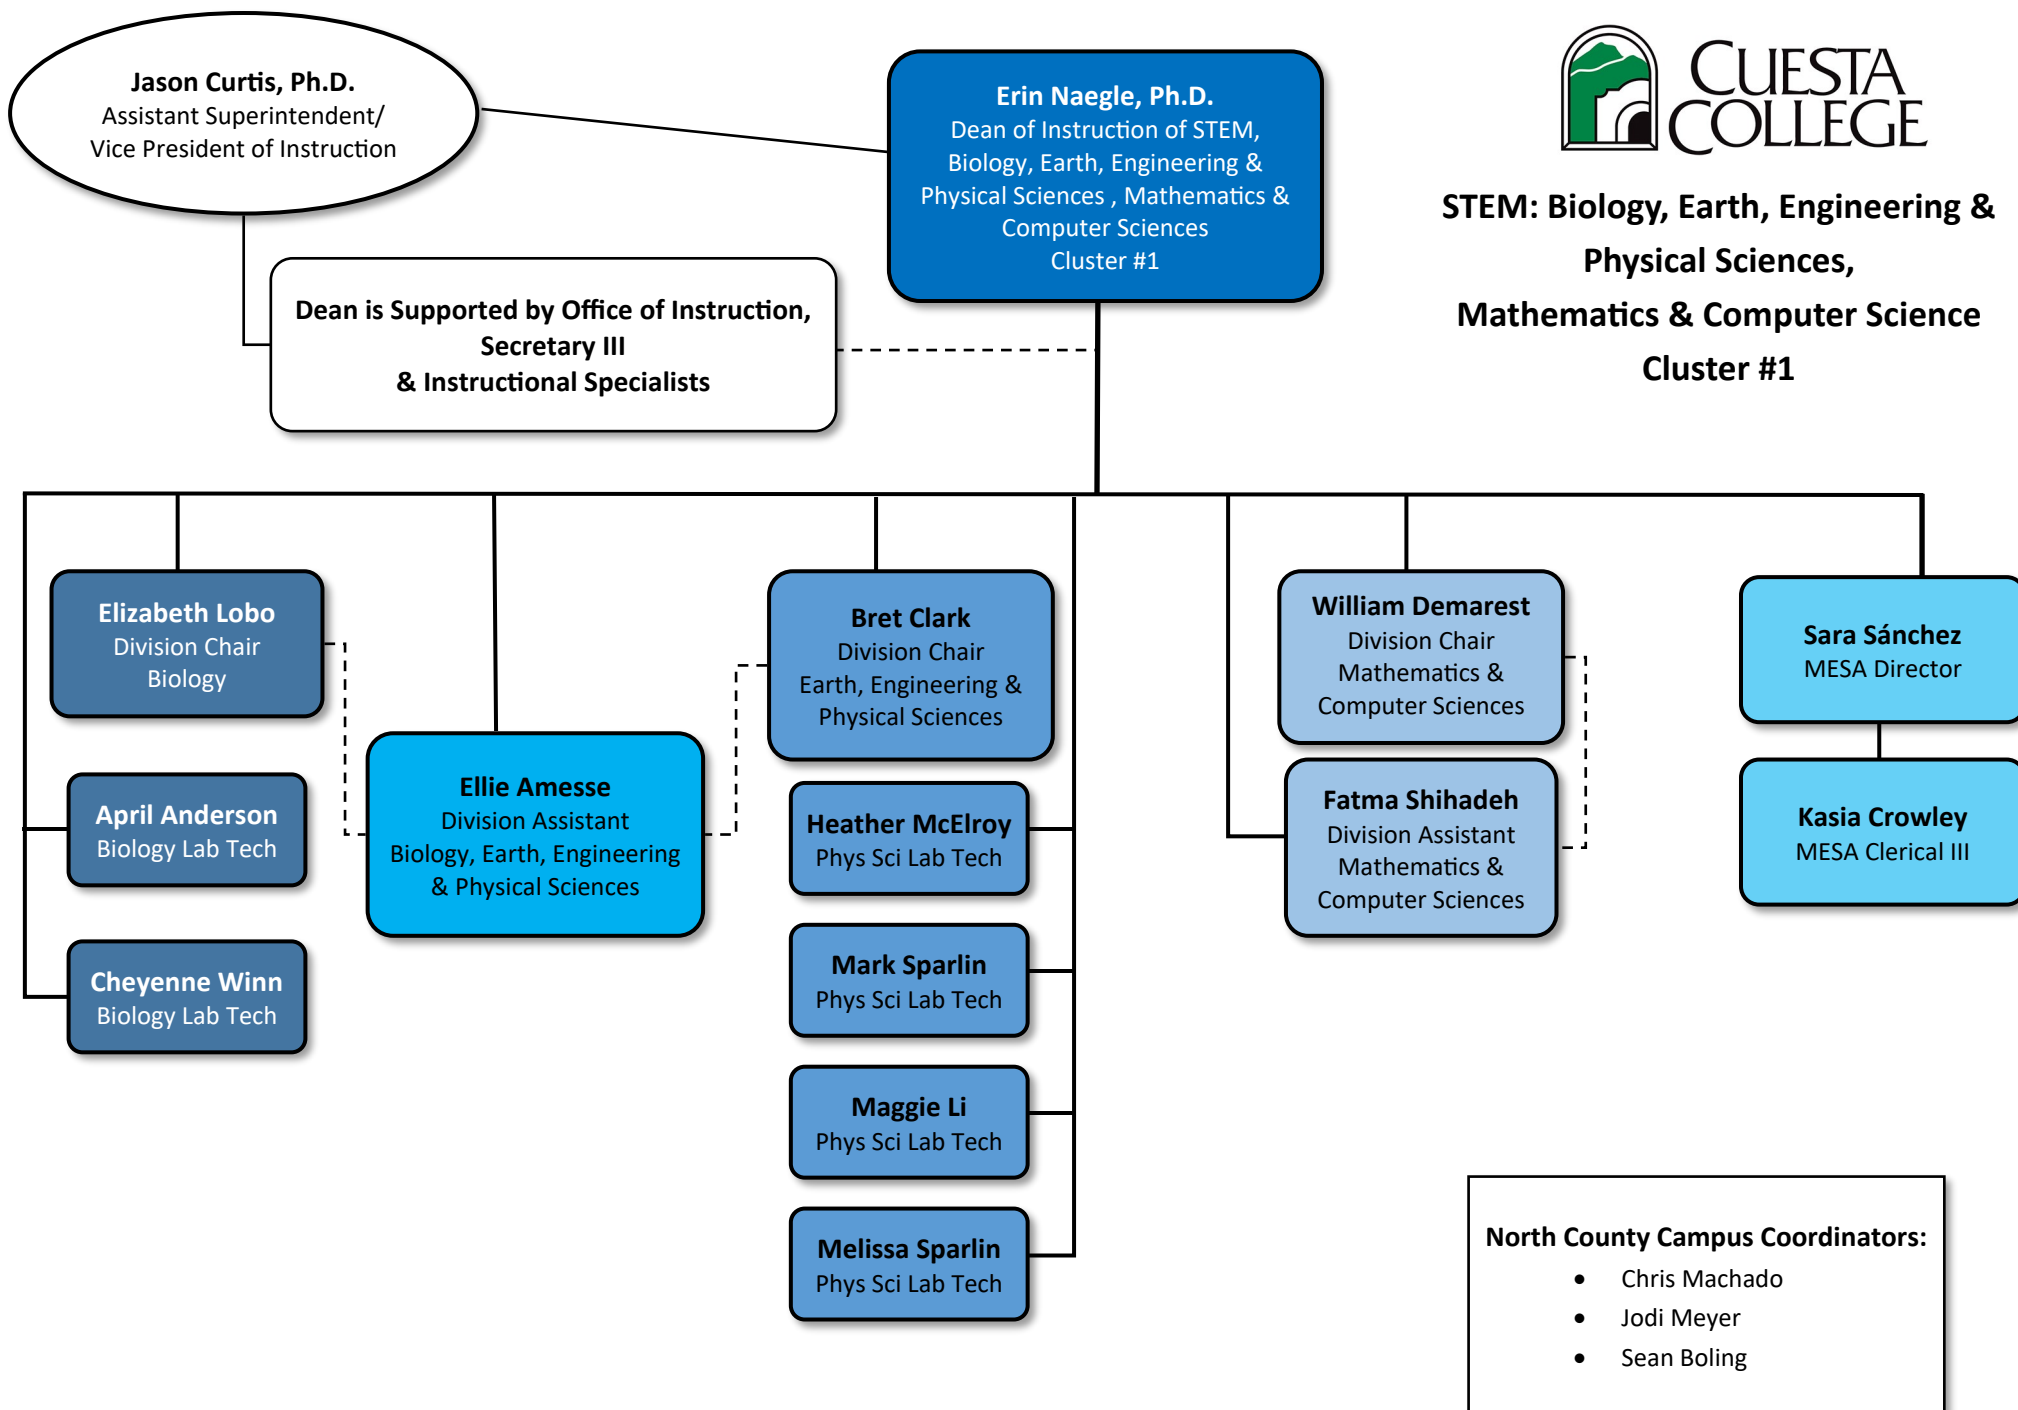 Jason Curtis, Ph.D.
Assistant Superintendent/
Vice President of Instruction
Erin Naegle, Ph.D.
Dean of Instruction of STEM,
Biology, Earth, Engineering &
Physical Sciences , Mathematics &
Computer Sciences
Cluster #1
CUESTA
COLLEGE
STEM: Biology, Earth, Engineering &
Physical Sciences,
Mathematics & Computer Science
Cluster #1
Dean is Supported by Office of Instruction,
Secretary III
& Instructional Specialists
Elizabeth Lobo
Division Chair
Biology
April Anderson
Biology Lab Tech
Cheyenne Winn
Biology Lab Tech
Ellie Amesse
Division Assistant
Biology, Earth, Engineering
& Physical Sciences
Bret Clark
Division Chair
Earth, Engineering &
Physical Sciences
Heather McElroy
Phys Sci Lab Tech
Mark Sparlin
Phys Sci Lab Tech
Maggie Li
Phys Sci Lab Tech
Melissa Sparlin
Phys Sci Lab Tech
William Demarest
Division Chair
Mathematics &
Computer Sciences
Fatma Shihadeh
Division Assistant
Mathematics &
Computer Sciences
Sara Sánchez
MESA Director
Kasia Crowley
MESA Clerical III
North County Campus Coordinators:
• Chris Machado
• Jodi Meyer
• Sean Boling